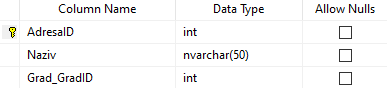 Column Name Data Type Allow Nulls
AdresaID int
Naziv nvarchar(50)
Grad_GradID int